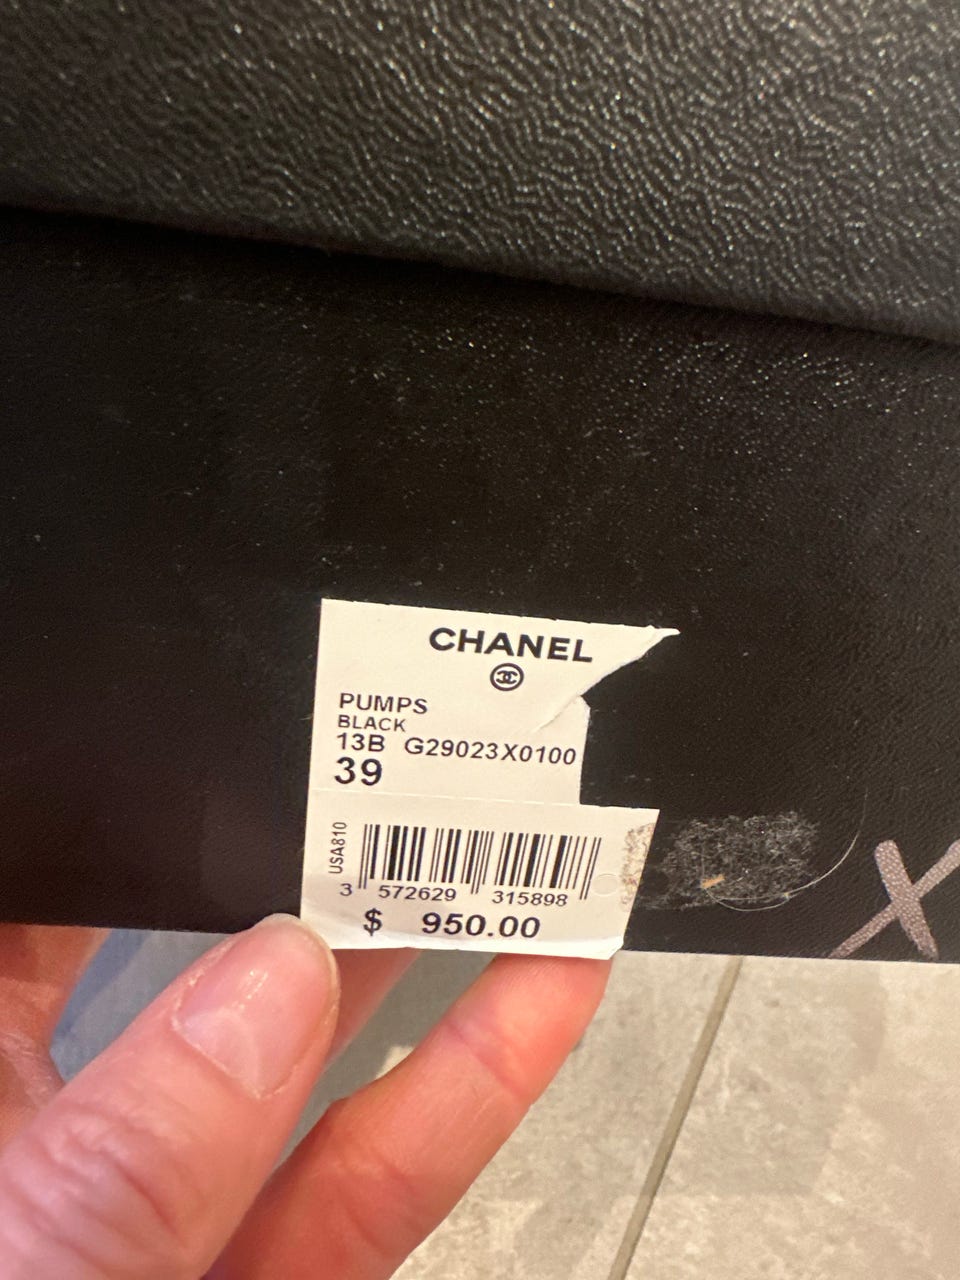 CHANEL
PUMPS
BLACK
13B G29023X0100
39
USA810
3 572629 315898
$ 950.00
X